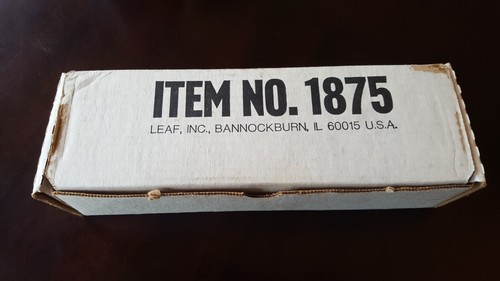 ITEM NO. 1875
LEAF, INC., BANNOCKBURN, IL 60015 U.S.A.